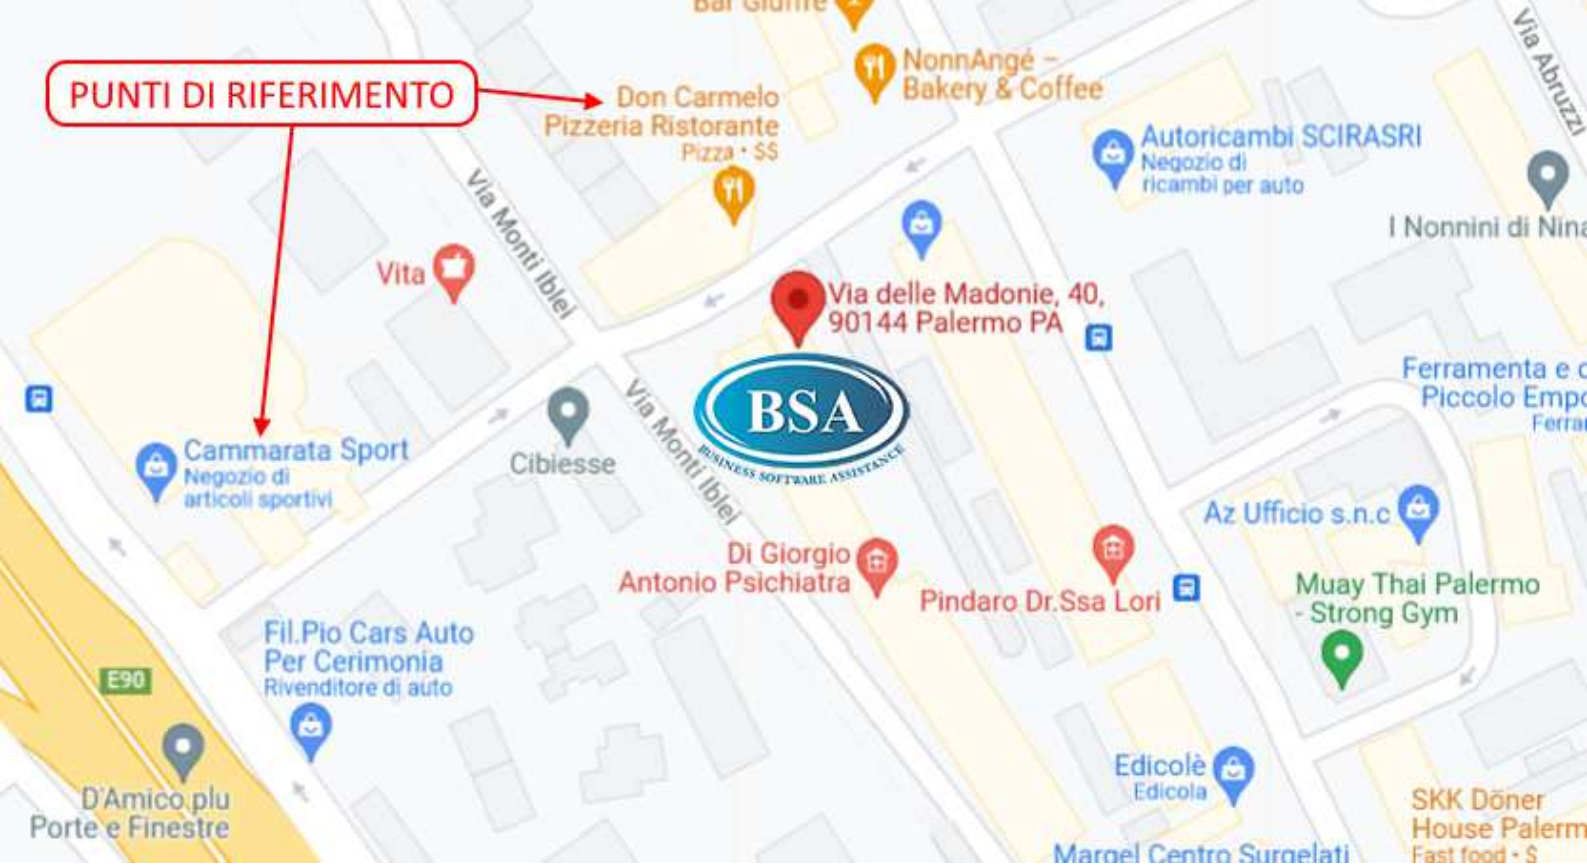 Bar Giuffrè
NonnAngé –
Bakery & Coffee
Via Abruzzi
PUNTI DI RIFERIMENTO
Don Carmelo
Pizzeria Ristorante
Pizza • $$
Autoricambi SCIRASRI
Negozio di
ricambi per auto
I Nonnini di Nina
Via Monti Iblei
Vita
Via delle Madonie, 40,
90144 Palermo PA
Ferramenta e c
Piccolo Empo
Ferrar
BSA
BUSINESS SOFTWARE ASSISTANCE
Cammarata Sport
Negozio di
articoli sportivi
Cibiesse
Via Monti Iblei
Az Ufficio s.n.c
Di Giorgio
Antonio Psichiatra
Pindaro Dr.Ssa Lori
Muay Thai Palermo
- Strong Gym
Fil.Pio Cars Auto
Per Cerimonia
Rivenditore di auto
E90
D'Amico plu
Porte e Finestre
Edicolè
Edicola
SKK Döner
House Palerm
Fast food • $
Margel Centro Surgelati